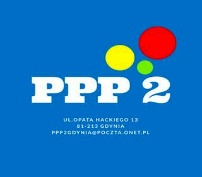 PPP 2
UL.OPATA HACKIEGO 13
81-213 GDYNIA
PPP2GDYNIA@POCZTA.ONET.PL